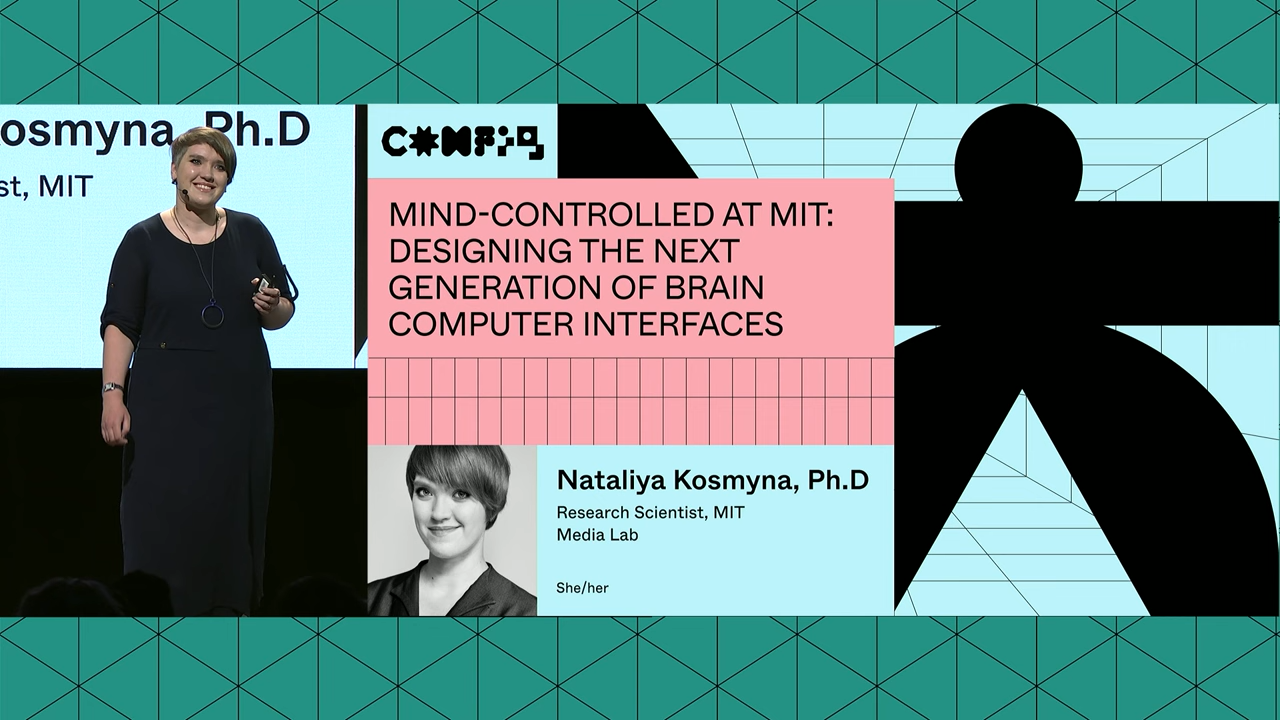 osmyna, Ph.D
st, MIT
CONFIG
MIND-CONTROLLED AT MIT:
DESIGNING THE NEXT
GENERATION OF BRAIN
COMPUTER INTERFACES
Nataliya Kosmyna, Ph.D
Research Scientist, MIT
Media Lab
She/her